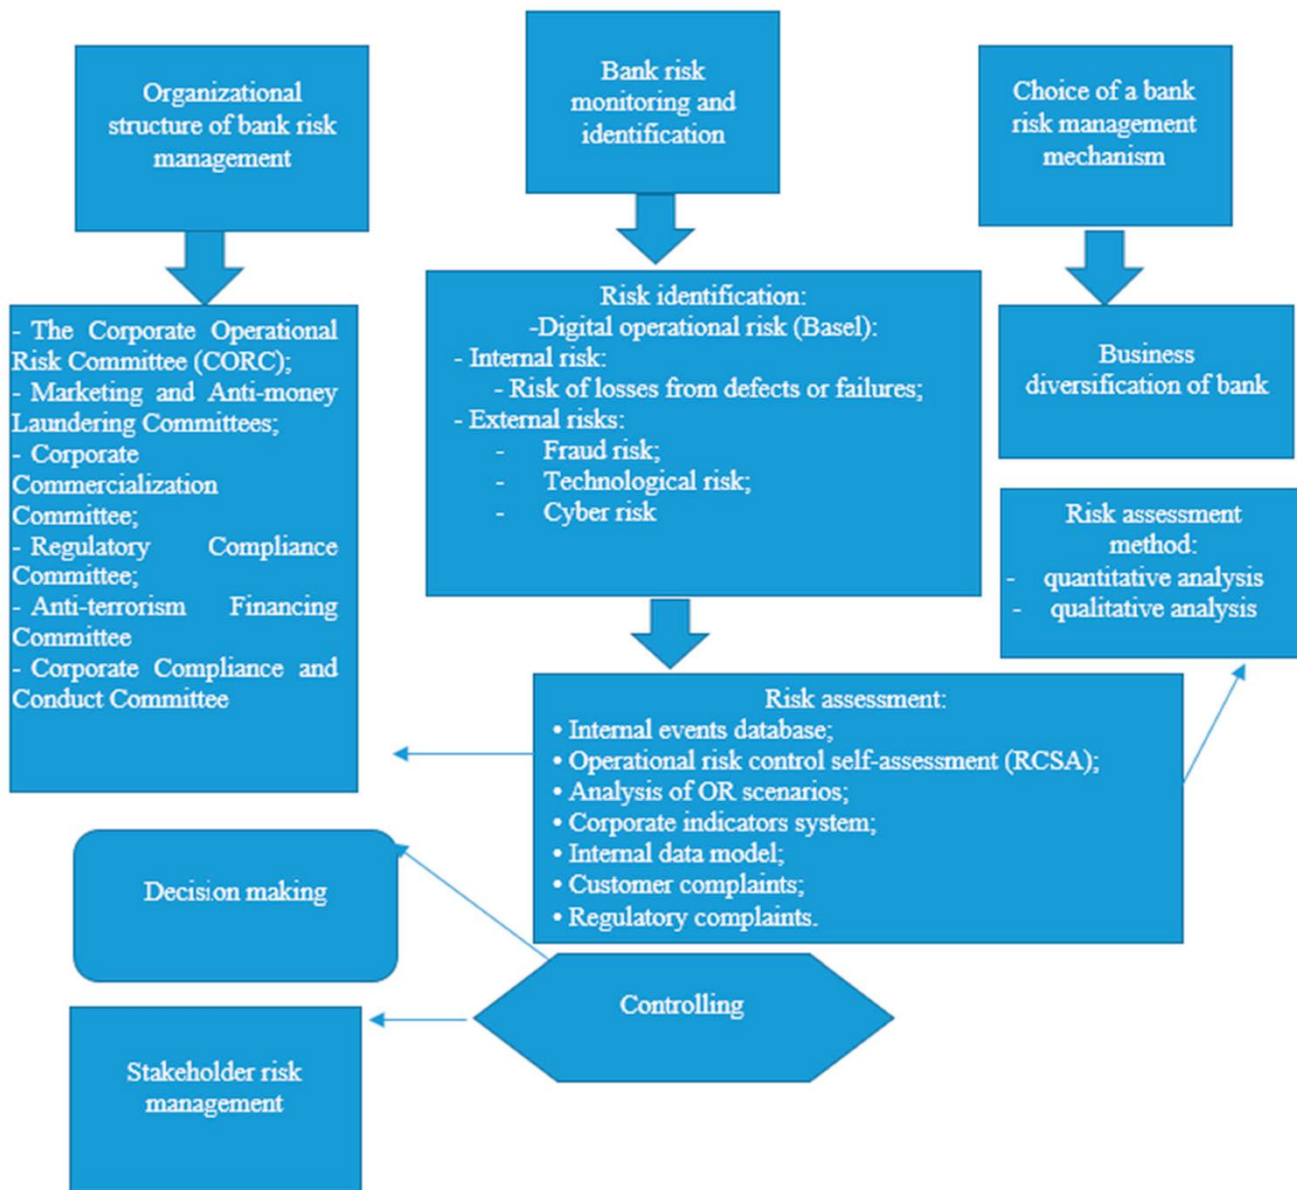 Organizational
structure of bank risk
management
Bank risk
monitoring and
identification
Choice of a bank
risk management
mechanism
- The Corporate Operational
Risk Committee (CORC);
- Marketing and Anti-money
Laundering Committees;
- Corporate
Commercialization
Committee;
- Regulatory Compliance
Committee;
- Anti-terrorism Financing
Committee
- Corporate Compliance and
Conduct Committee
Risk identification:
-Digital operational risk (Basel):
- Internal risk:
- Risk of losses from defects or failures;
- External risks:
- Fraud risk;
- Technological risk;
- Cyber risk
Business
diversification of bank
Risk assessment
method:
- quantitative analysis
- qualitative analysis
Risk assessment:
• Internal events database;
• Operational risk control self-assessment (RCSA);
• Analysis of OR scenarios;
• Corporate indicators system;
• Internal data model;
• Customer complaints;
• Regulatory complaints.
Decision making
Controlling
Stakeholder risk
management